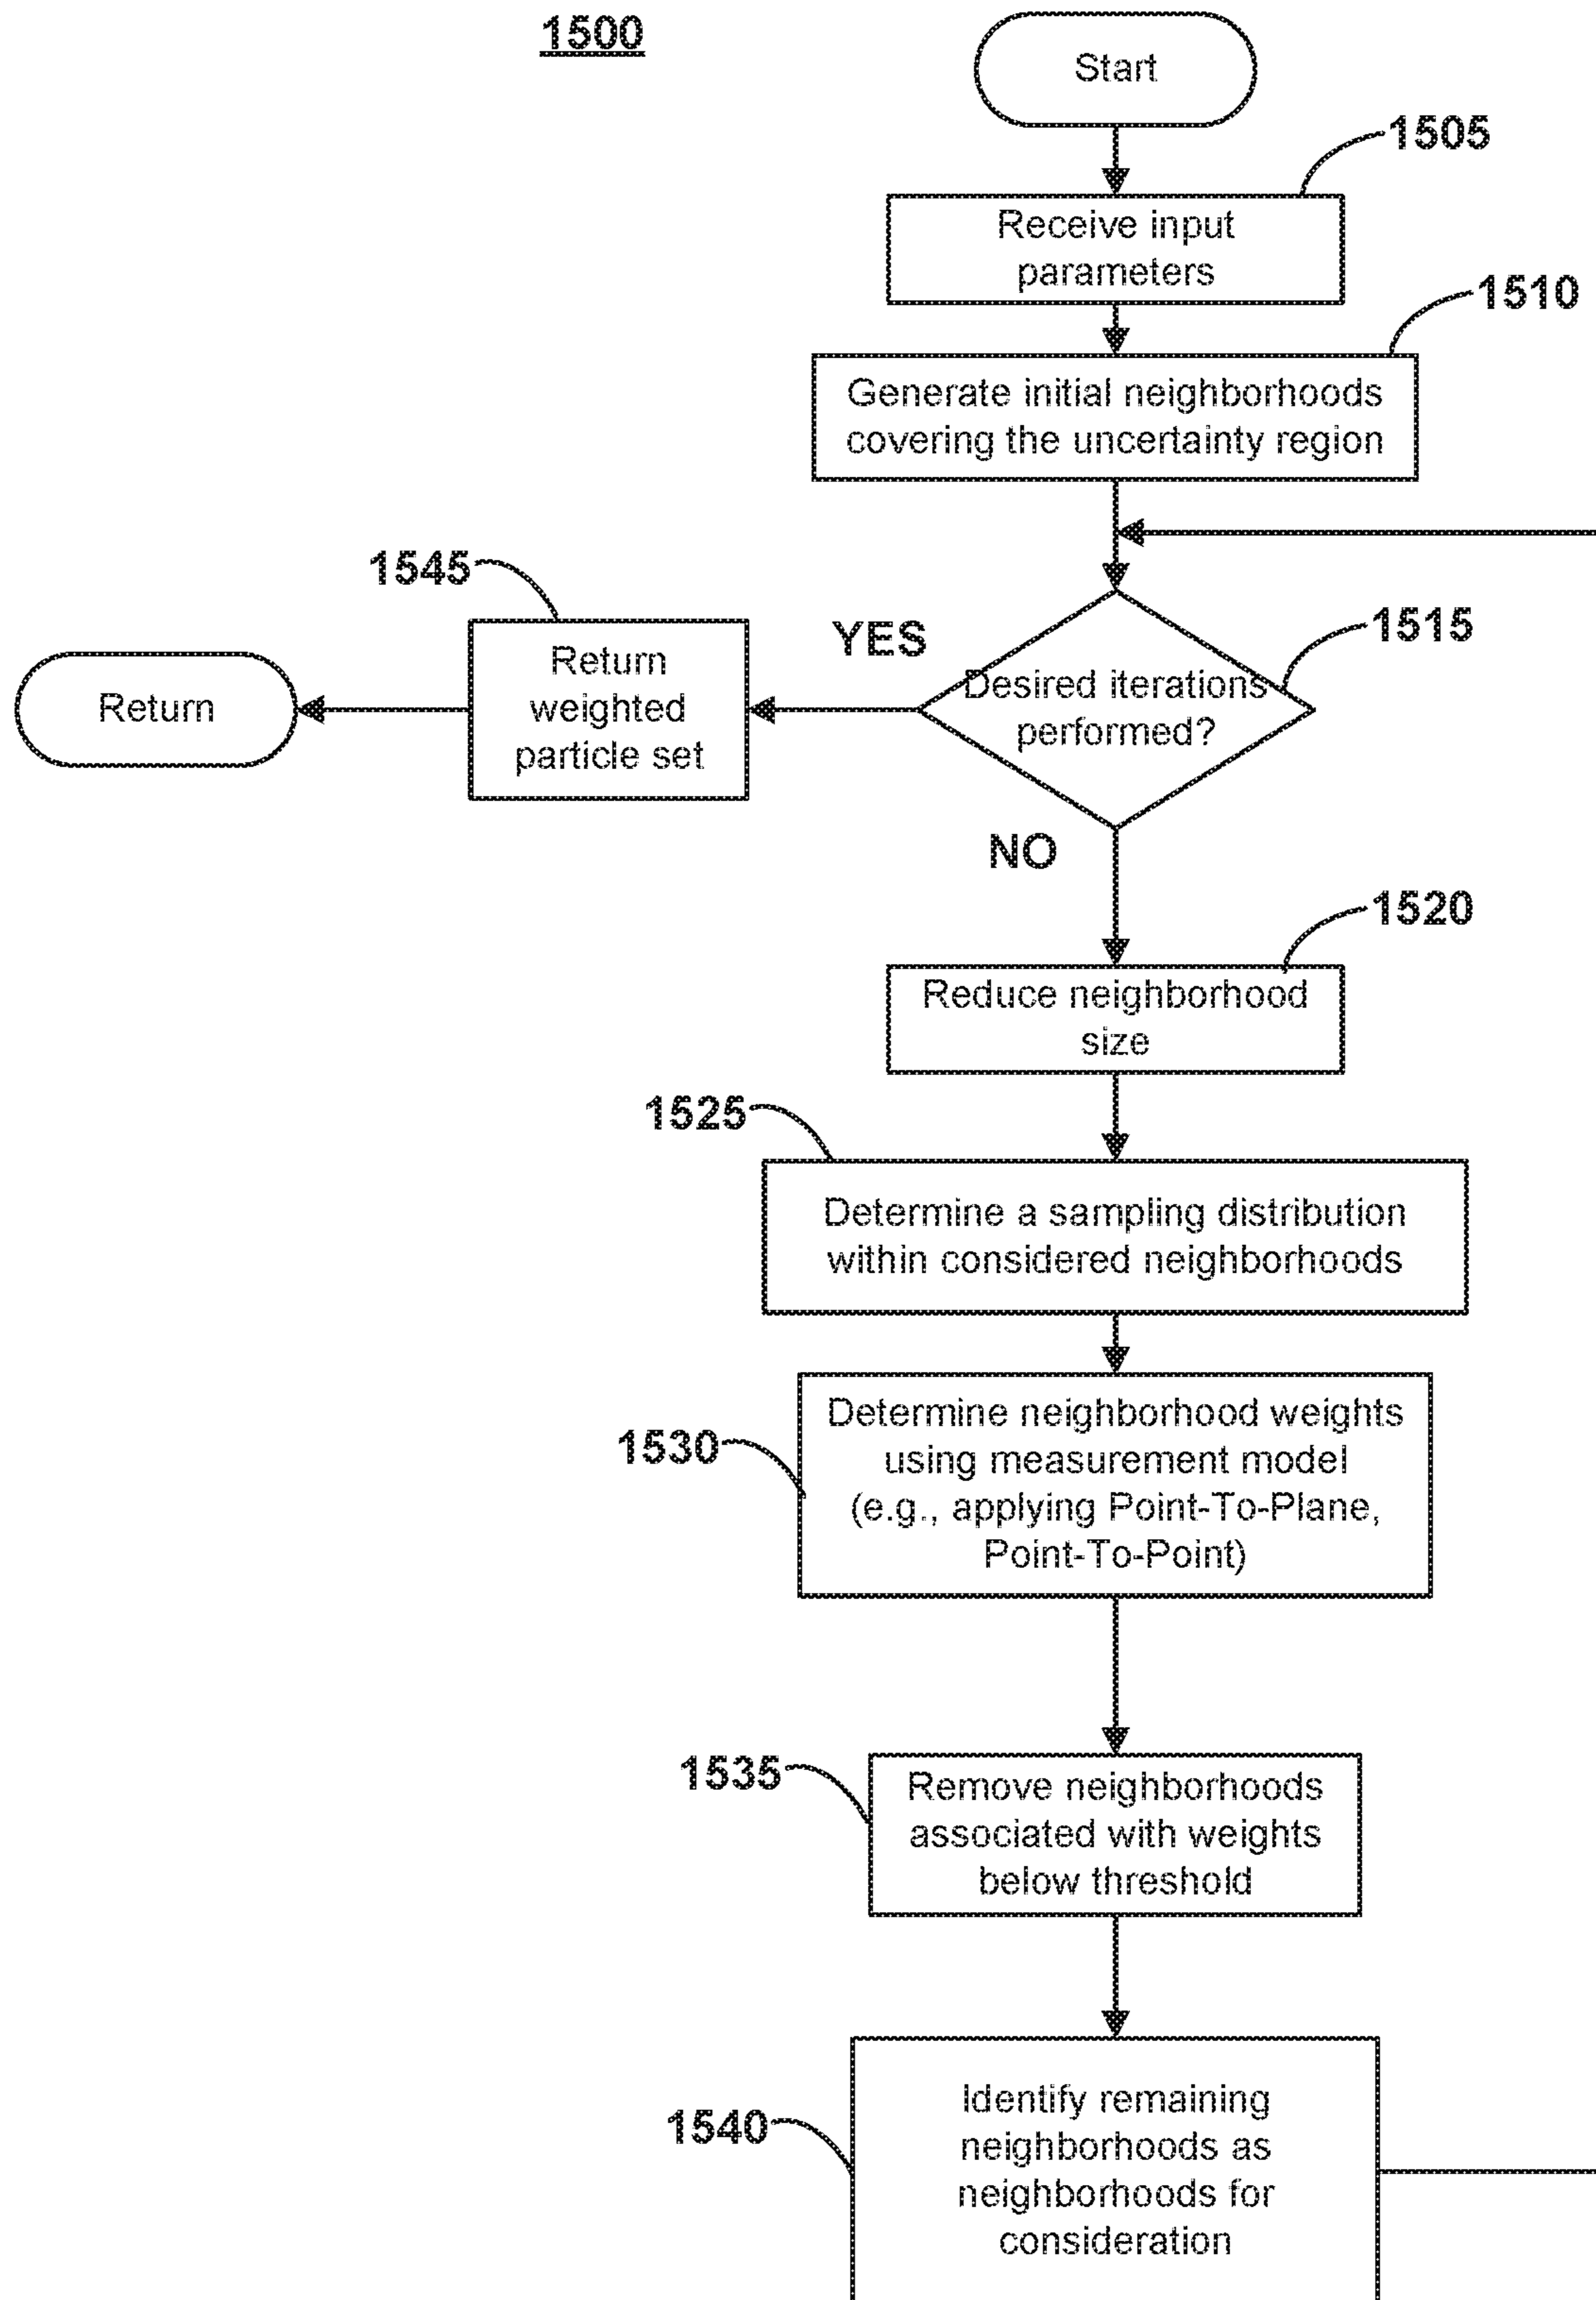 1500
Start
1505
Receive input
parameters
1510
Generate initial neighborhoods
covering the uncertainty region
1545
YES
1515
Return
Return
weighted
particle set
Desired iterations
performed?
NO
1520
Reduce neighborhood
size
1525
Determine a sampling distribution
within considered neighborhoods
1530
Determine neighborhood weights
using measurement model
(e.g., applying Point-To-Plane,
Point-To-Point)
1535
Remove neighborhoods
associated with weights
below threshold
1540
Identify remaining
neighborhoods as
neighborhoods for
consideration